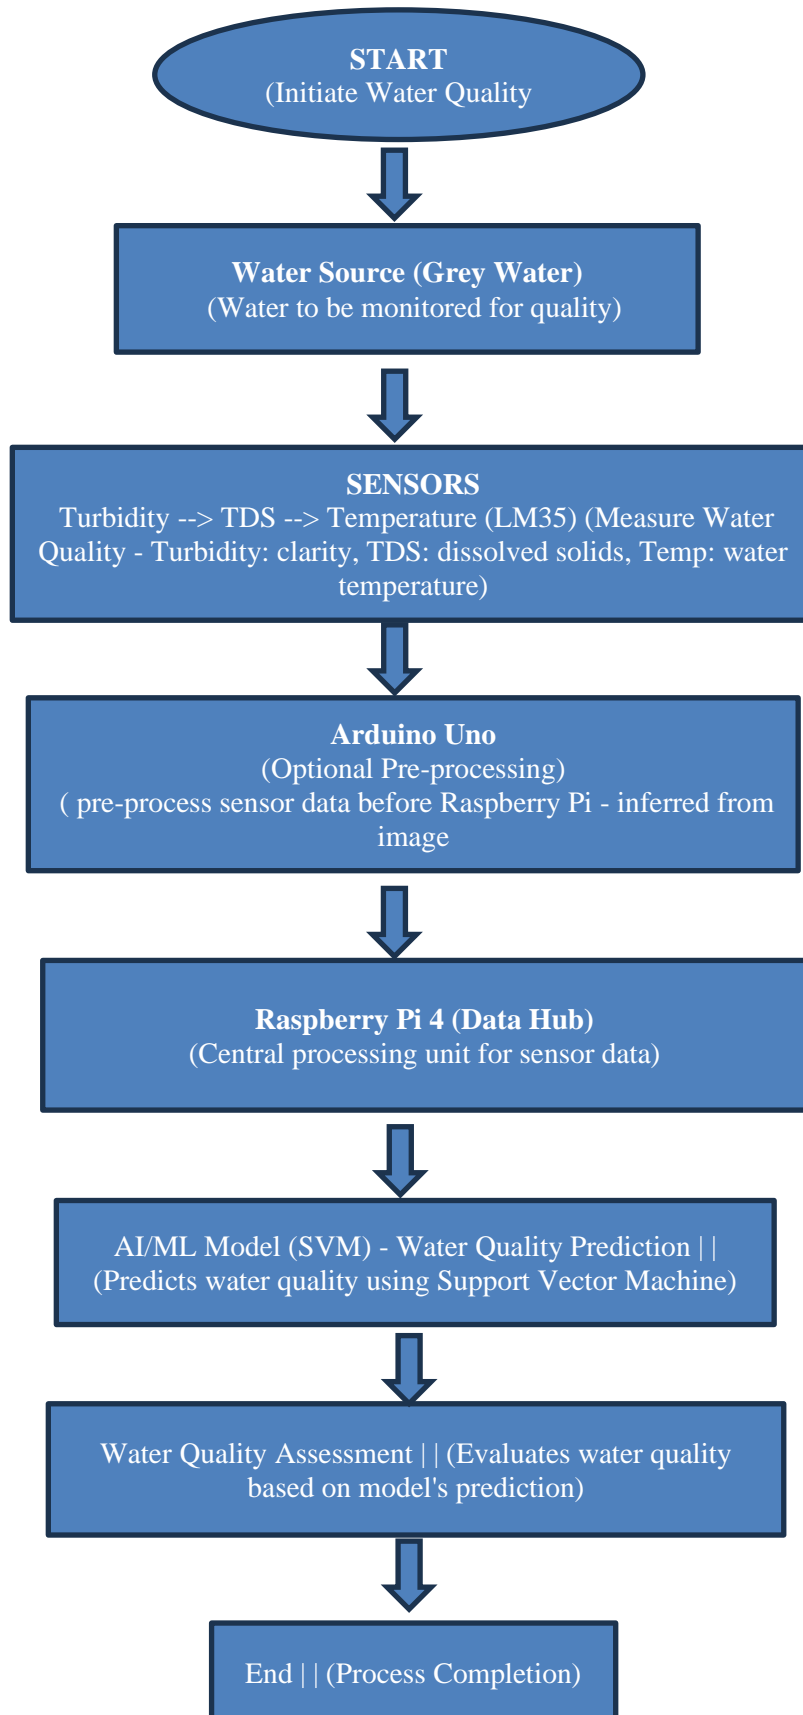 START
(Initiate Water Quality
Water Source (Grey Water)
(Water to be monitored for quality)
SENSORS
Turbidity --> TDS --> Temperature (LM35) (Measure Water
Quality - Turbidity: clarity, TDS: dissolved solids, Temp: water
temperature)
Arduino Uno
(Optional Pre-processing)
( pre-process sensor data before Raspberry Pi - inferred from
image
Raspberry Pi 4 (Data Hub)
(Central processing unit for sensor data)
AI/ML Model (SVM) - Water Quality Prediction | |
(Predicts water quality using Support Vector Machine)
Water Quality Assessment | | (Evaluates water quality
based on model's prediction)
End | | (Process Completion)